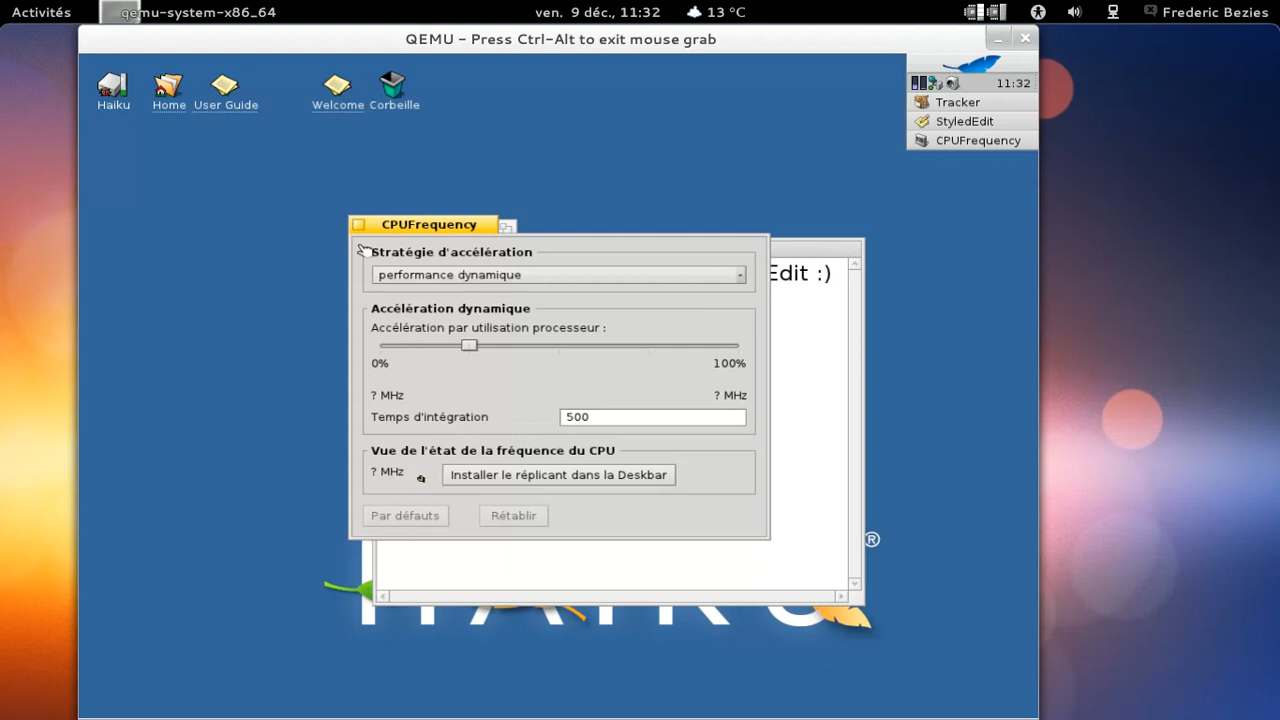 Activités
qemu-system-x86_64
ven. 9 déc., 11:32
13 °C
Frederic Bezies
QEMU - Press Ctrl-Alt to exit mouse grab
Haiku
Home
User Guide
Welcome
Corbeille
11:32
Tracker
StyledEdit
CPUFrequency
CPUFrequency
Stratégie d'accélération
performance dynamique
Edit :)
Accélération dynamique
Accélération par utilisation processeur :
0%
100%
? MHz
? MHz
Temps d'intégration
500
Vue de l'état de la fréquence du CPU
? MHz
Installer le réplicant dans la Deskbar
Par défauts
Rétablir
®
HAIKU